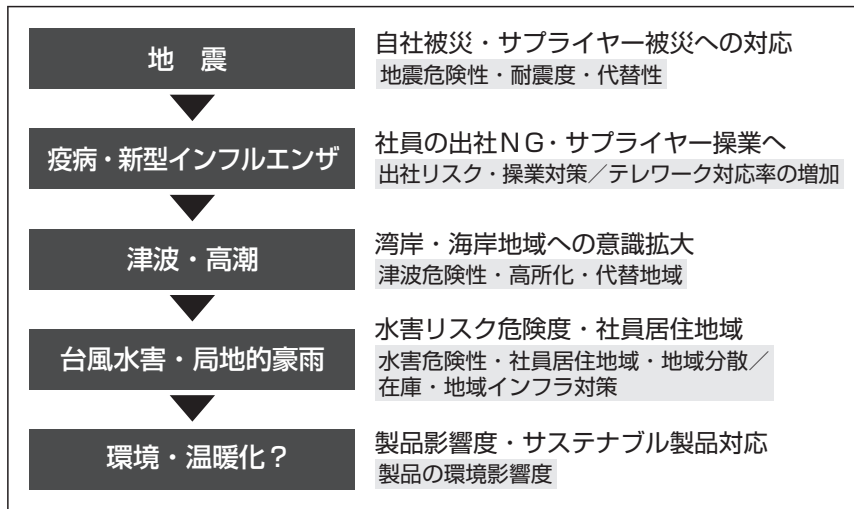 地　震
自社被災・サプライヤー被災への対応
地震危険性・耐震度・代替性
疫病・新型インフルエンザ
社員の出社ＮＧ・サプライヤー操業へ
出社リスク・操業対策／テレワーク対応率の増加
津波・高潮
湾岸・海岸地域への意識拡大
津波危険性・高所化・代替地域
台風水害・局地的豪雨
水害リスク危険度・社員居住地域
水害危険性・社員居住地域・地域分散／
在庫・地域インフラ対策
環境・温暖化？
製品影響度・サステナブル製品対応
製品の環境影響度